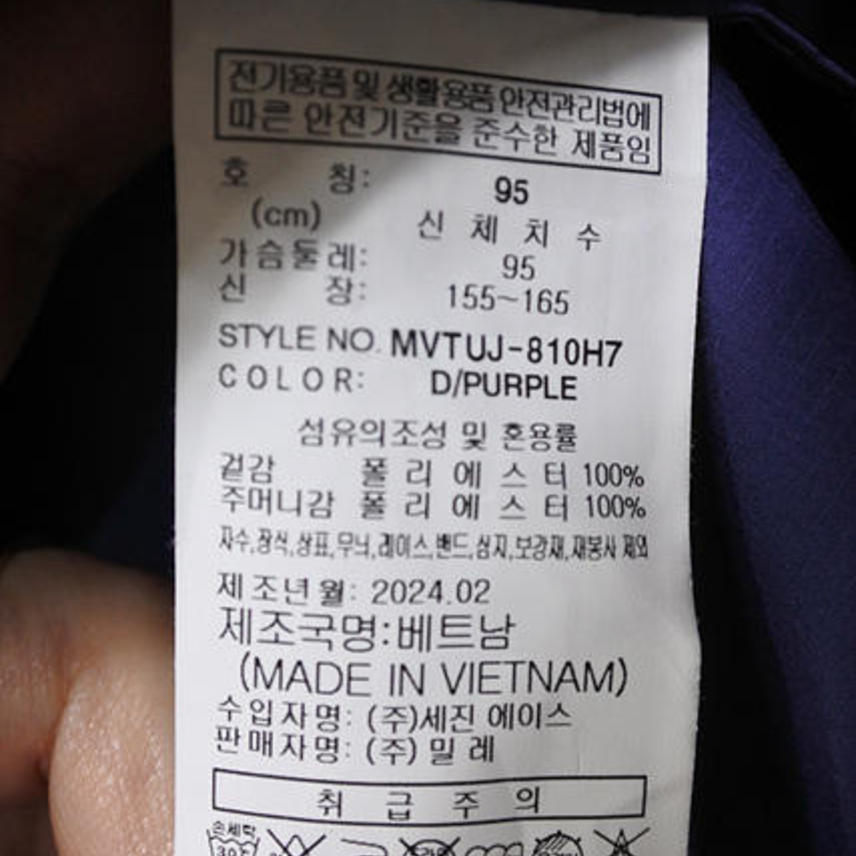 전기용품 및 생활용품 안전관리법에
따른 안전기준을 준수한 제품임
호 칭: 95
(cm) 신 체 치 수
가슴둘레: 95
신 장: 155~165
STYLE NO. MVTUJ-810H7
COLOR: D/PURPLE
섬유의조성 및 혼용률
겉감 폴 리 에 스 터 100%
주머니감 폴 리 에 스 터 100%
자수,장식,상표,무늬,레이스,밴드,심지,보강재,재봉사 제외
제조년월: 2024.02
제조국명:베트남
(MADE IN VIETNAM)
수입자명: (주)세진 에이스
판매자명: (주) 밀 레
취 급 주 의
손세탁
30℃